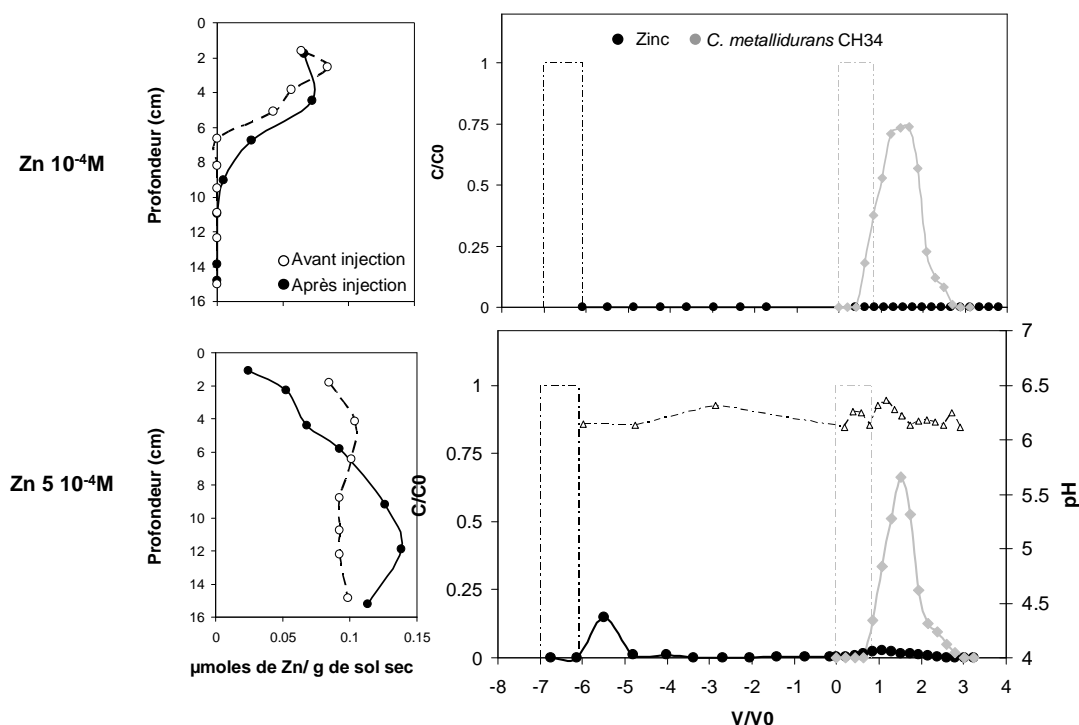 Zn 10-4M
Profondeur (cm)
0
2
4
6
8
10
12
14
16
Avant injection
Après injection
Zinc
C. metallidurans CH34
C/C0
1
0.75
0.5
0.25
0
Zn 5 10-4M
Profondeur (cm)
0
2
4
6
8
10
12
14
16
0 0.05 0.1 0.15
µmoles de Zn/ g de sol sec
C/C0
1
0.75
0.5
0.25
0
-8 -7 -6 -5 -4 -3 -2 -1 0 1 2 3 4
V/V0
7
6.5
6
5.5
5
4.5
4
pH